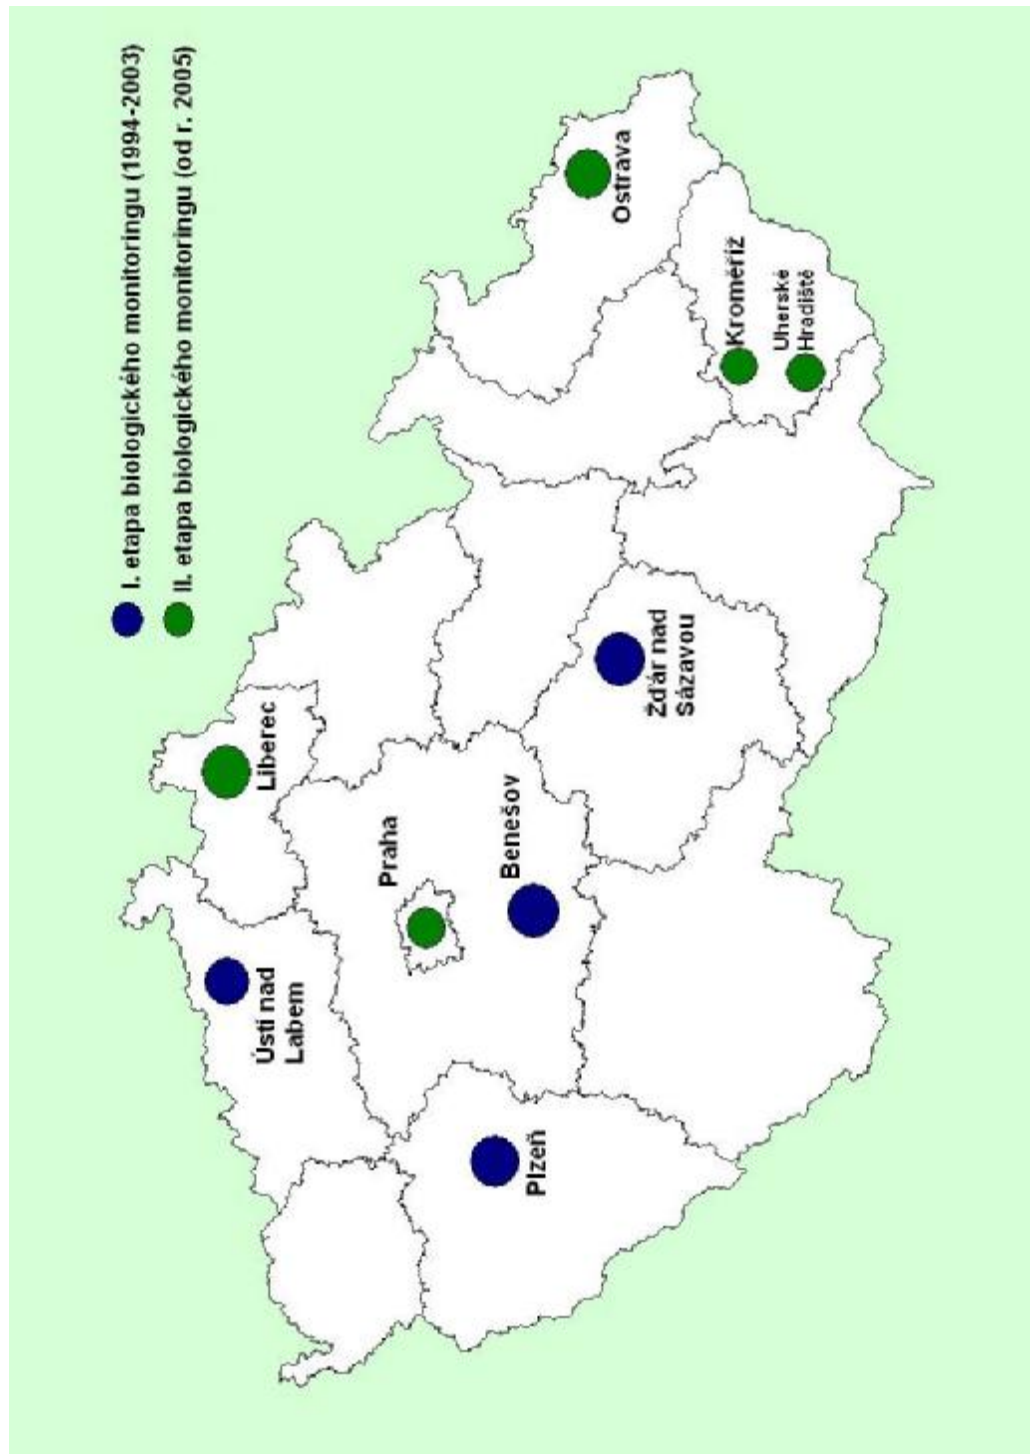 I. etapa biologického monitoringu (1994-2003)
II. etapa biologického monitoringu (od r. 2005)
Liberec
Ústí nad
Labem
Praha
Benešov
Plzeň
Žďár nad
Sázavou
Ostrava
Kroměříž
Uherské
Hradiště